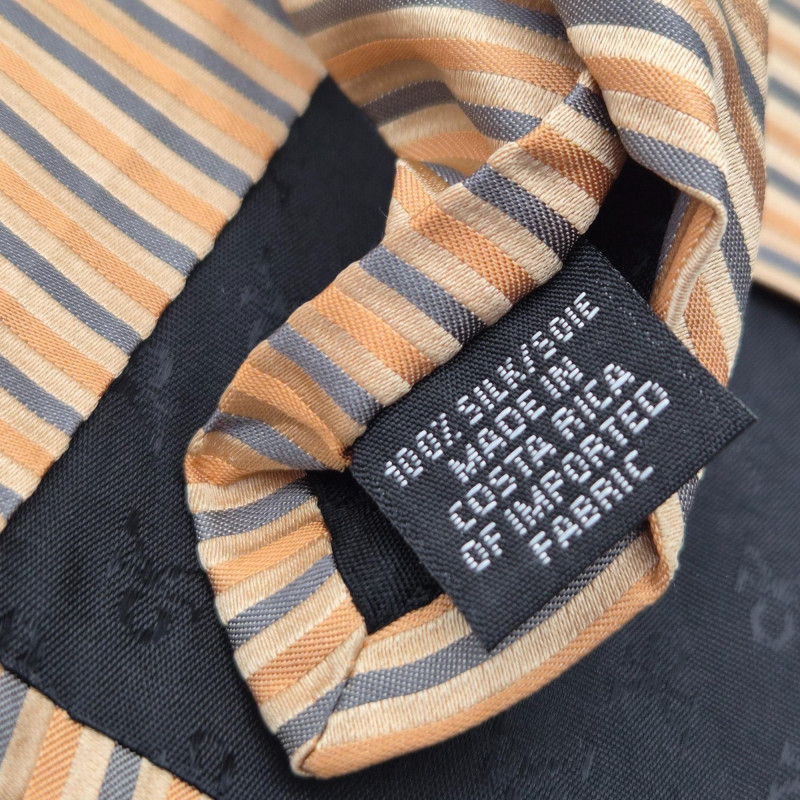 100% SILK/SOIE
MADE IN
COSTA RICA
OF IMPORTED
FABRIC